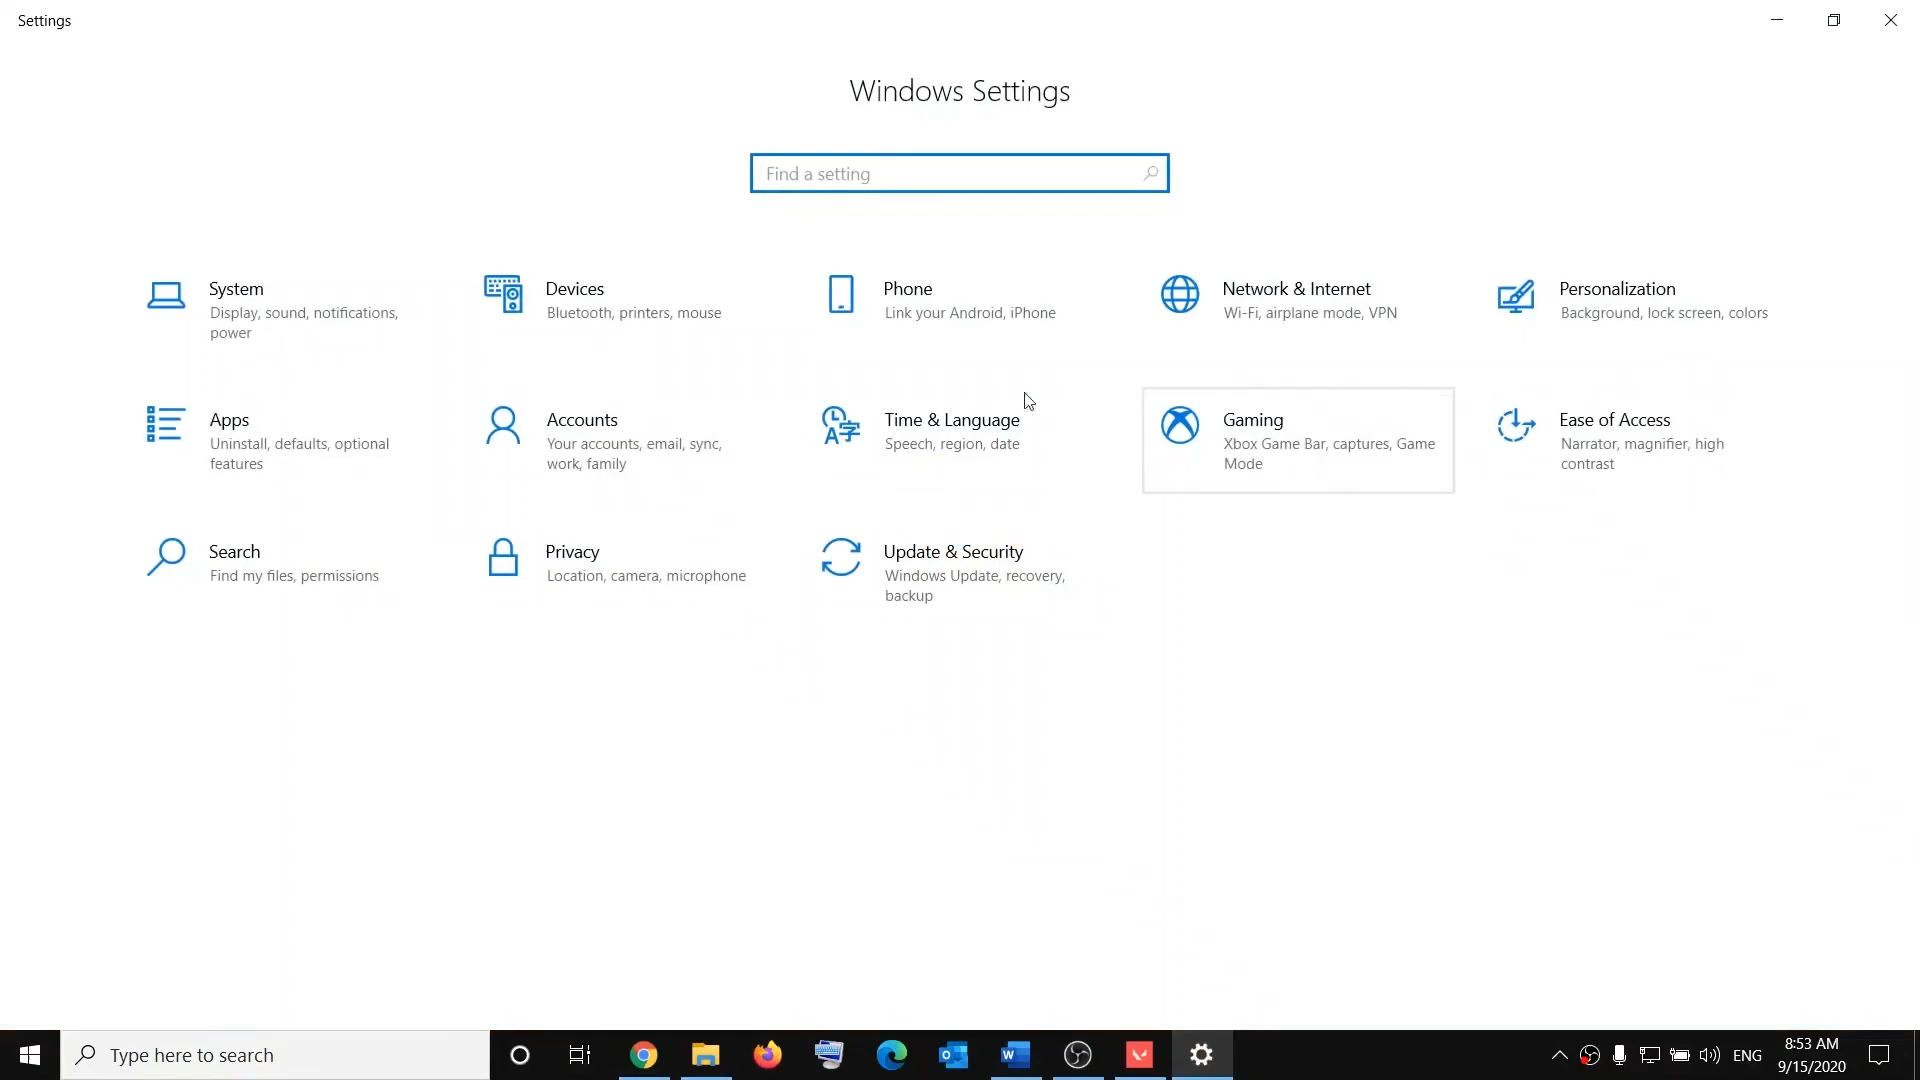 Settings
Windows Settings
Find a setting
System
Display, sound, notifications,
power
Devices
Bluetooth, printers, mouse
Phone
Link your Android, iPhone
Network & Internet
Wi-Fi, airplane mode, VPN
Personalization
Background, lock screen, colors
Apps
Uninstall, defaults, optional
features
Accounts
Your accounts, email, sync,
work, family
Time & Language
Speech, region, date
Gaming
Xbox Game Bar, captures, Game
Mode
Ease of Access
Narrator, magnifier, high
contrast
Search
Find my files, permissions
Privacy
Location, camera, microphone
Update & Security
Windows Update, recovery,
backup
Type here to search
ENG
8:53 AM
9/15/2020